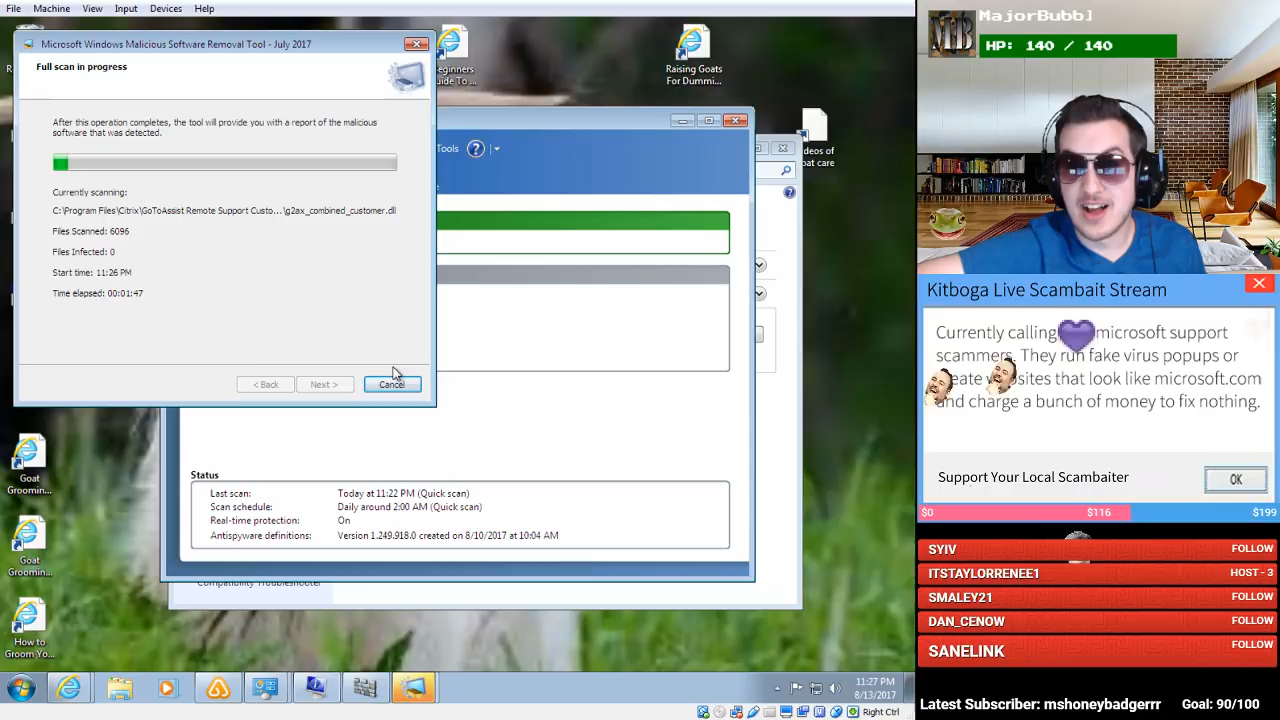 File Machine View Input Devices Help
Microsoft Windows Malicious Software Removal Tool - July 2017
Full scan in progress
After this operation completes, the tool will provide you with a report of the malicious
software that was detected.
Currently scanning:
C:\Program Files\Citrix\GoToAssist Remote Support Custo...\g2ax_combined_customer.dl
Files Scanned: 6096
Files Infected: 0
Start time: 11:26 PM
Time elapsed: 00:01:47
< Back
Next >
Cancel
eginners
uide To ...
Raising Goats
For Dummi...
Tools
deos of
at care
Status
Last scan: Today at 11:22 PM (Quick scan)
Scan schedule: Daily around 2:00 AM (Quick scan)
Real-time protection: On
Antispyware definitions: Version 1.249.918.0 created on 8/10/2017 at 10:04 AM
Compatibility Troubleshooter
Goat
Groomin...
Goat
Groomin...
How to
Groom Yo...
11:27 PM
8/13/2017
Right Ctrl
MajorBubb]
MB
HP: 140 / 140
Kitboga Live Scambait Stream
Currently calling microsoft support
scammers. They run fake virus popups or
create websites that look like microsoft.com
and charge a bunch of money to fix nothing.
Support Your Local Scambaiter
OK
$0 $116 $199
SYIV FOLLOW
ITSTAYLORRENEE1 HOST - 3
SMALEY21 FOLLOW
DAN_CENOW FOLLOW
SANELINK FOLLOW
Latest Subscriber: mshoneybadgerrr Goal: 90/100